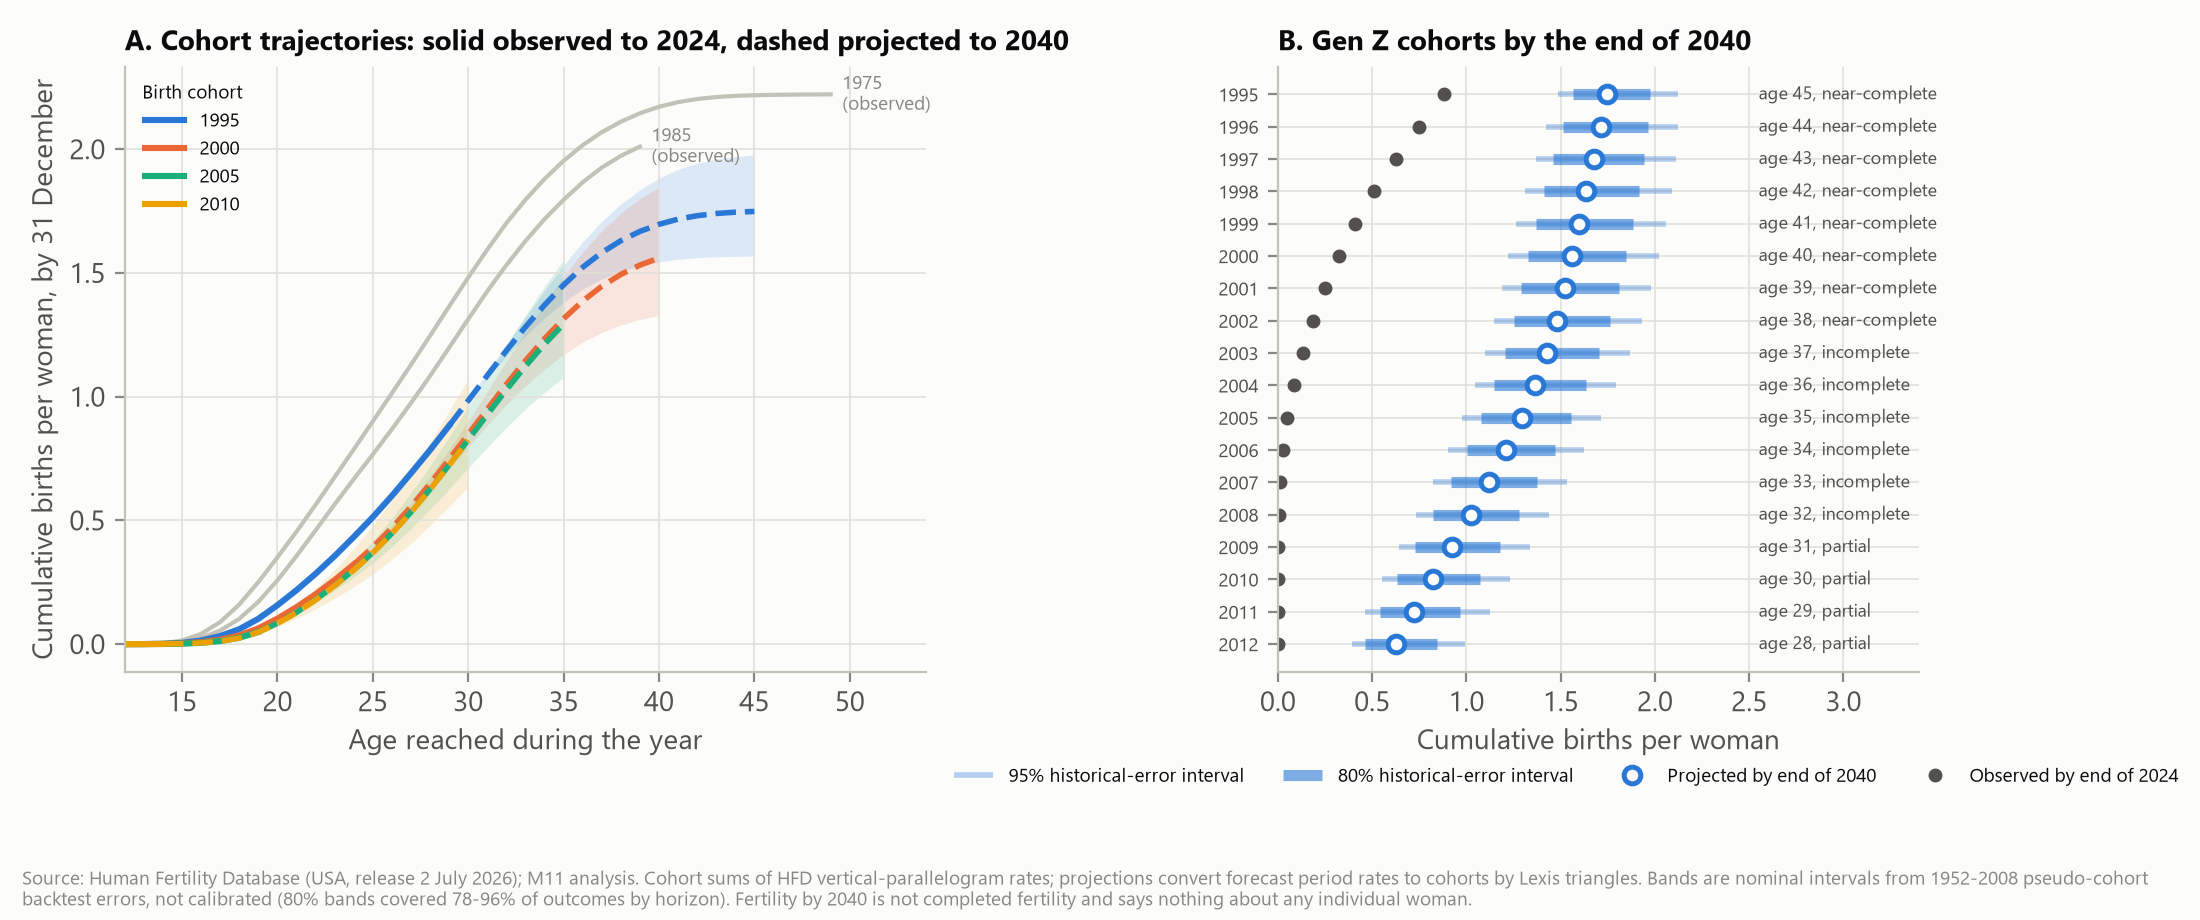 A. Cohort trajectories: solid observed to 2024, dashed projected to 2040
Cumulative births per woman, by 31 December
Birth cohort
1995
2000
2005
2010
1975
(observed)
1985
(observed)
2.0
1.5
1.0
0.5
0.0
15 20 25 30 35 40 45 50
Age reached during the year
B. Gen Z cohorts by the end of 2040
1995 age 45, near-complete
1996 age 44, near-complete
1997 age 43, near-complete
1998 age 42, near-complete
1999 age 41, near-complete
2000 age 40, near-complete
2001 age 39, near-complete
2002 age 38, near-complete
2003 age 37, incomplete
2004 age 36, incomplete
2005 age 35, incomplete
2006 age 34, incomplete
2007 age 33, incomplete
2008 age 32, incomplete
2009 age 31, partial
2010 age 30, partial
2011 age 29, partial
2012 age 28, partial
0.0 0.5 1.0 1.5 2.0 2.5 3.0
Cumulative births per woman
95% historical-error interval 80% historical-error interval Projected by end of 2040 Observed by end of 2024
Source: Human Fertility Database (USA, release 2 July 2026); M11 analysis. Cohort sums of HFD vertical-parallelogram rates; projections convert forecast period rates to cohorts by Lexis triangles. Bands are nominal intervals from 1952-2008 pseudo-cohort
backtest errors, not calibrated (80% bands covered 78-96% of outcomes by horizon). Fertility by 2040 is not completed fertility and says nothing about any individual woman.